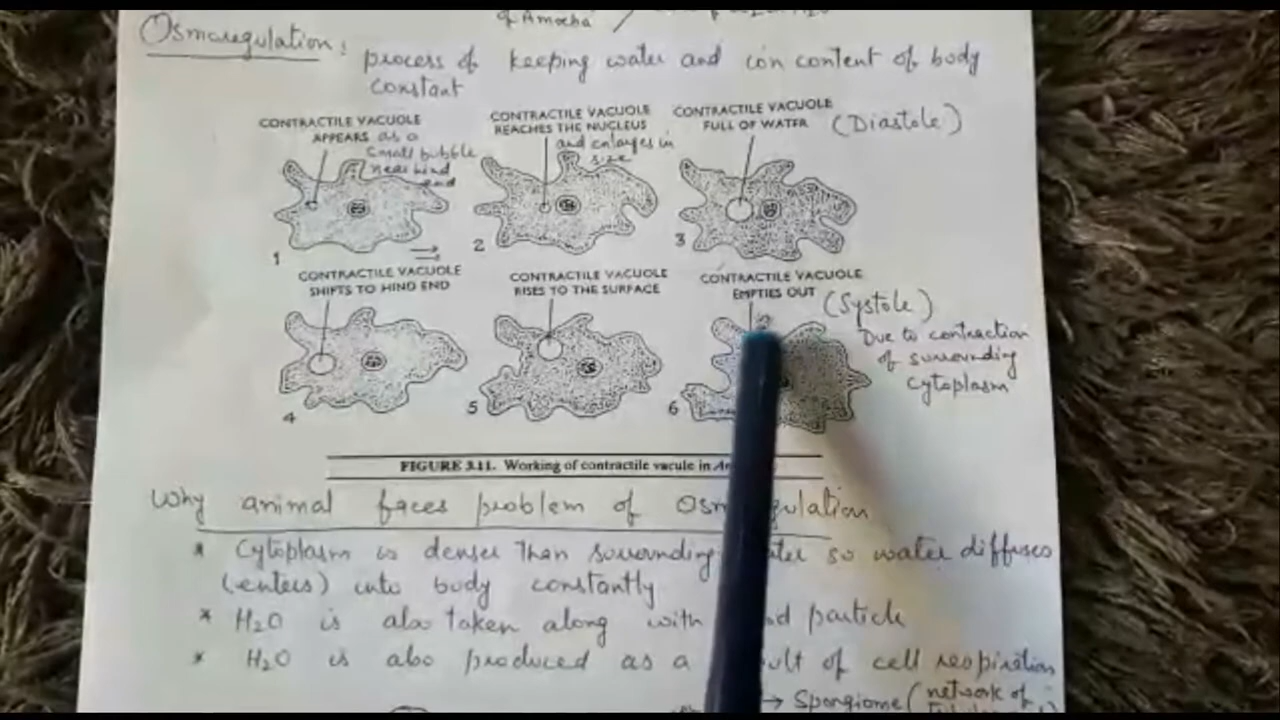 of Amoeba
Osmoregulation: process of keeping water and ion content of body
constant
CONTRACTILE VACUOLE
APPEARS as a
small bubble
near hind
end
CONTRACTILE VACUOLE
REACHES THE NUCLEUS
and enlarges in
size
CONTRACTILE VACUOLE
FULL OF WATER (Diastole)
1
2
3
CONTRACTILE VACUOLE
SHIFTS TO HIND END
CONTRACTILE VACUOLE
RISES TO THE SURFACE
CONTRACTILE VACUOLE
EMPTIES OUT (Systole)
Due to contraction
of surrounding
cytoplasm
4
5
6
FIGURE 3.11. Working of contractile vacule in
Why animal faces problem of
* Cytoplasm is denser than surrounding so water diffuses
(enters) into body constantly
* H2O is also taken along with particle
* H2O is also produced as a of cell respiration
→ Spongiome (network of